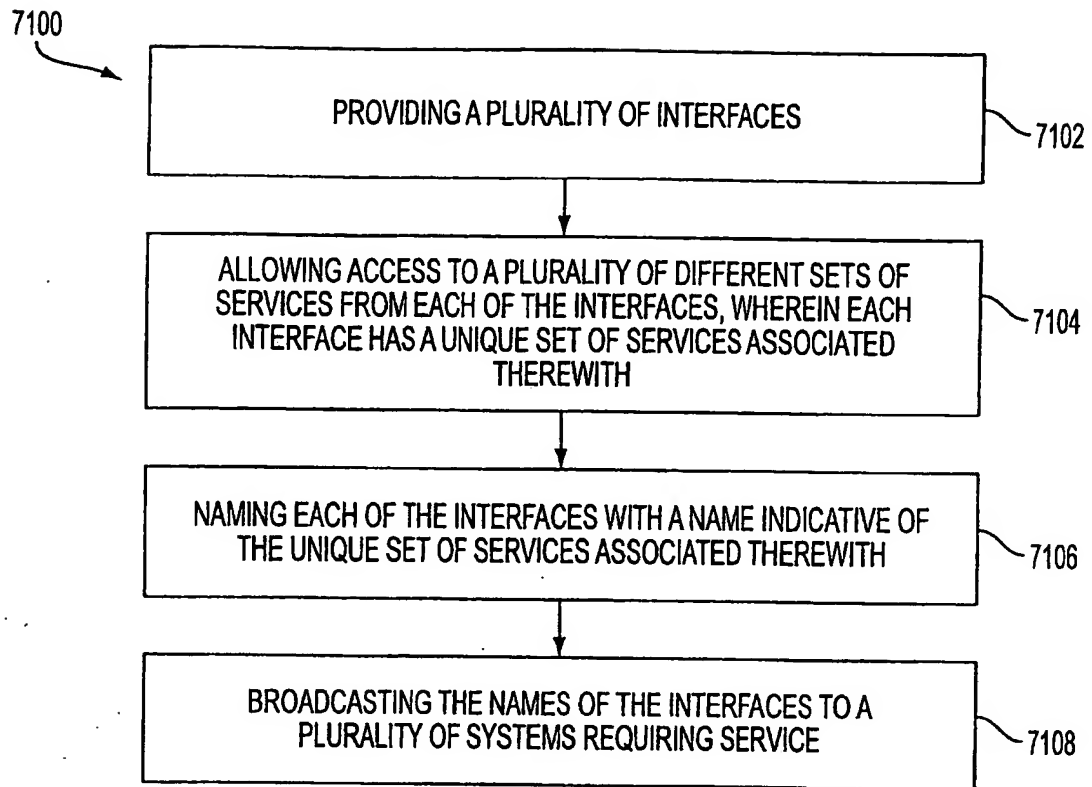 7100
PROVIDING A PLURALITY OF INTERFACES
7102
ALLOWING ACCESS TO A PLURALITY OF DIFFERENT SETS OF
SERVICES FROM EACH OF THE INTERFACES, WHEREIN EACH
INTERFACE HAS A UNIQUE SET OF SERVICES ASSOCIATED
THEREWITH
7104
NAMING EACH OF THE INTERFACES WITH A NAME INDICATIVE OF
THE UNIQUE SET OF SERVICES ASSOCIATED THEREWITH
7106
BROADCASTING THE NAMES OF THE INTERFACES TO A
PLURALITY OF SYSTEMS REQUIRING SERVICE
7108